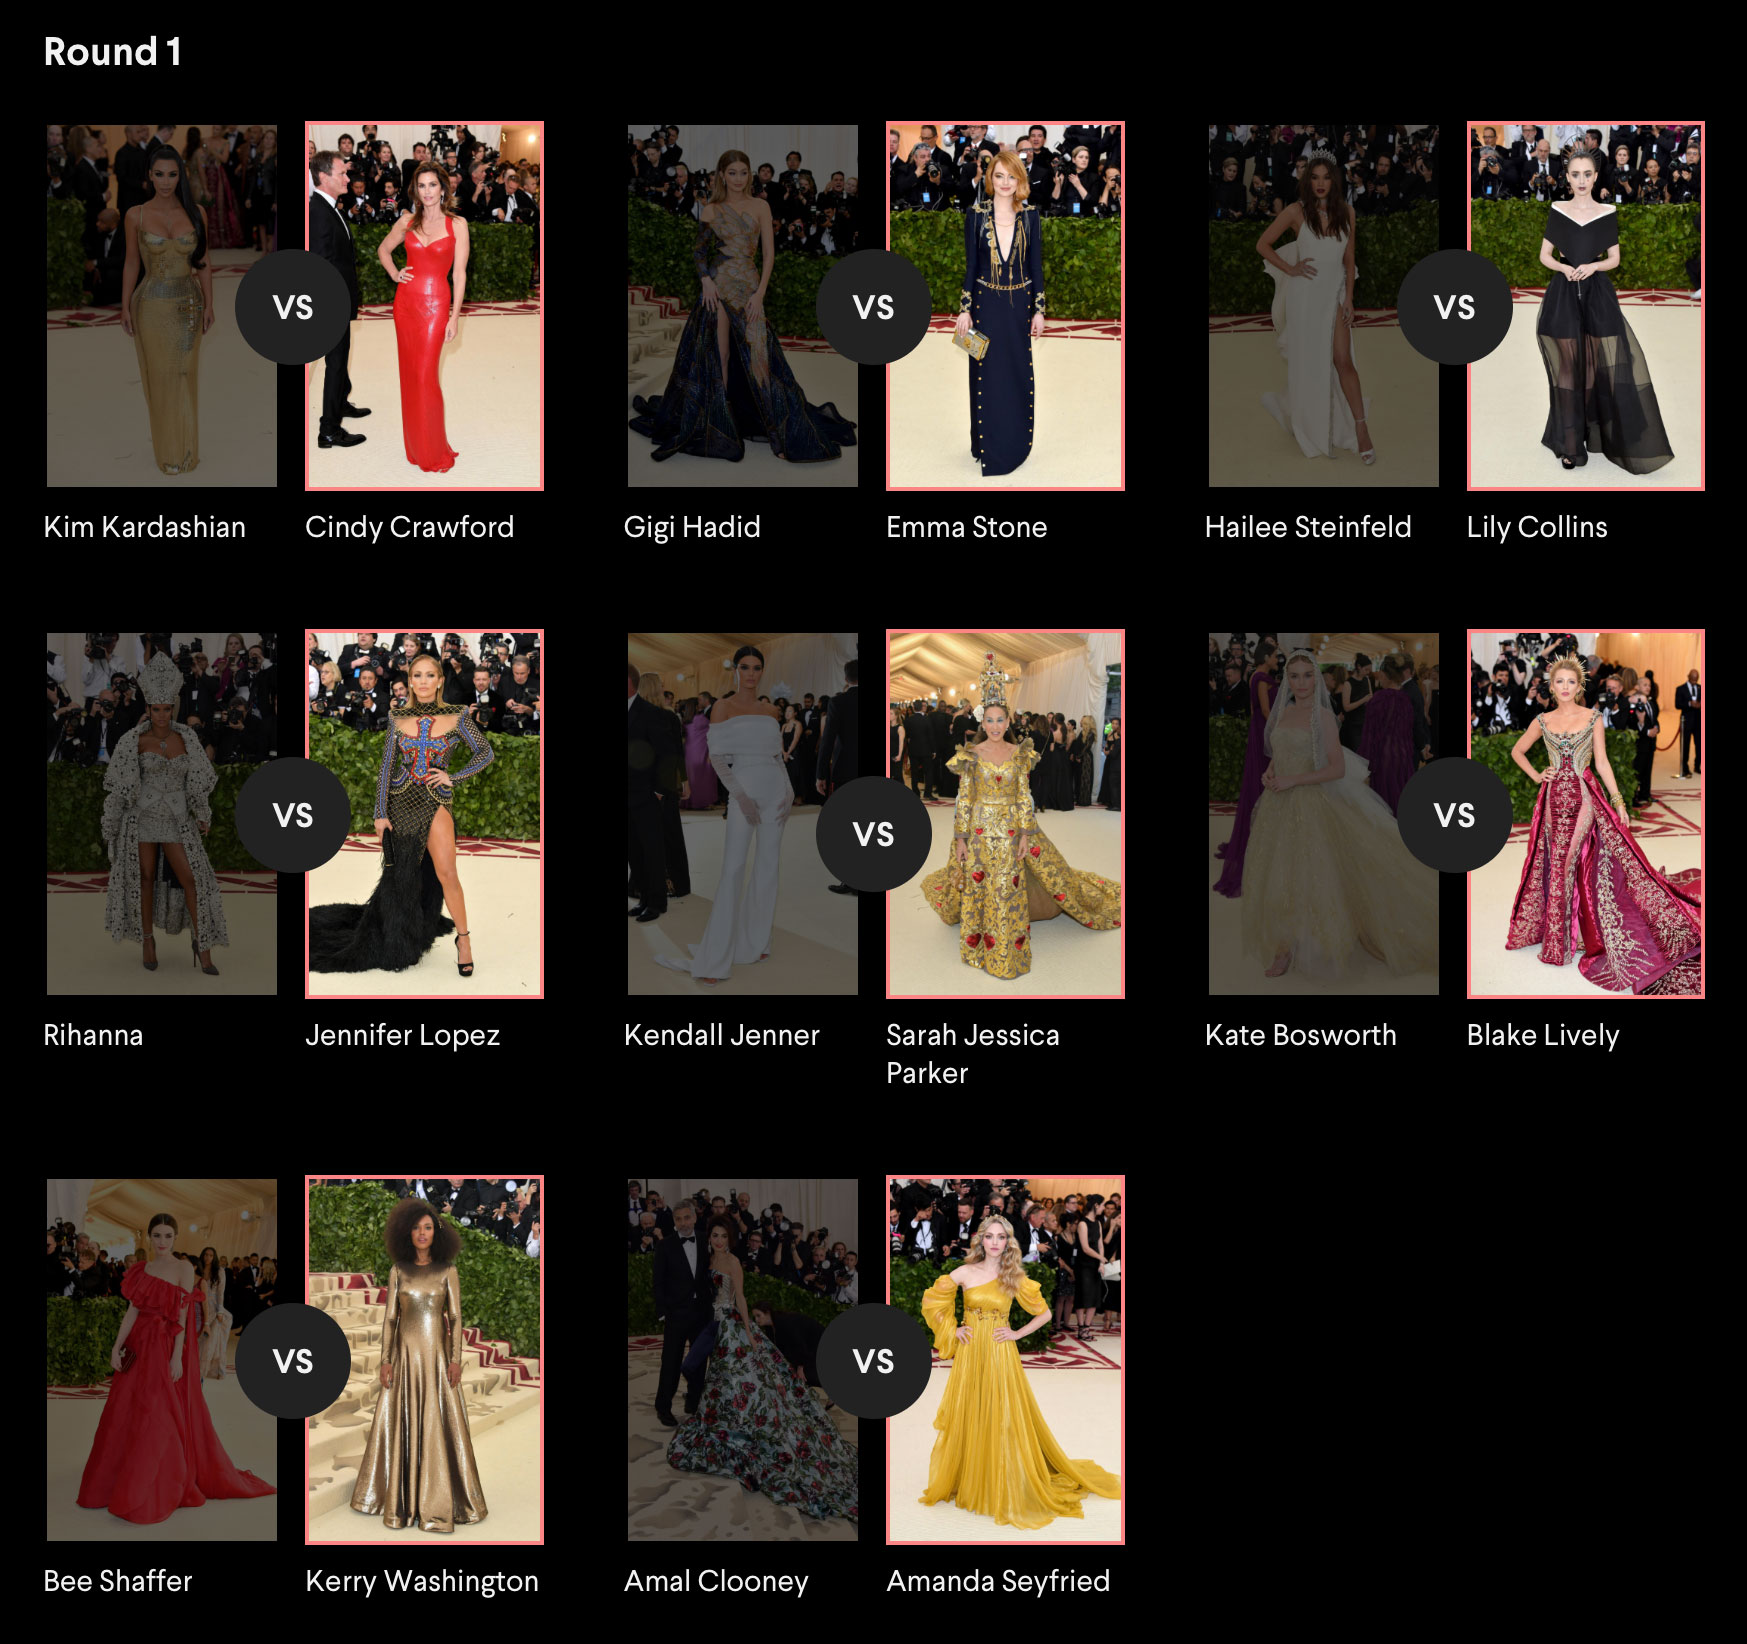 Round 1
VS
VS
VS
Kim Kardashian
Cindy Crawford
Gigi Hadid
Emma Stone
Hailee Steinfeld
Lily Collins
VS
VS
VS
Rihanna
Jennifer Lopez
Kendall Jenner
Sarah Jessica
Parker
Kate Bosworth
Blake Lively
VS
VS
Bee Shaffer
Kerry Washington
Amal Clooney
Amanda Seyfried